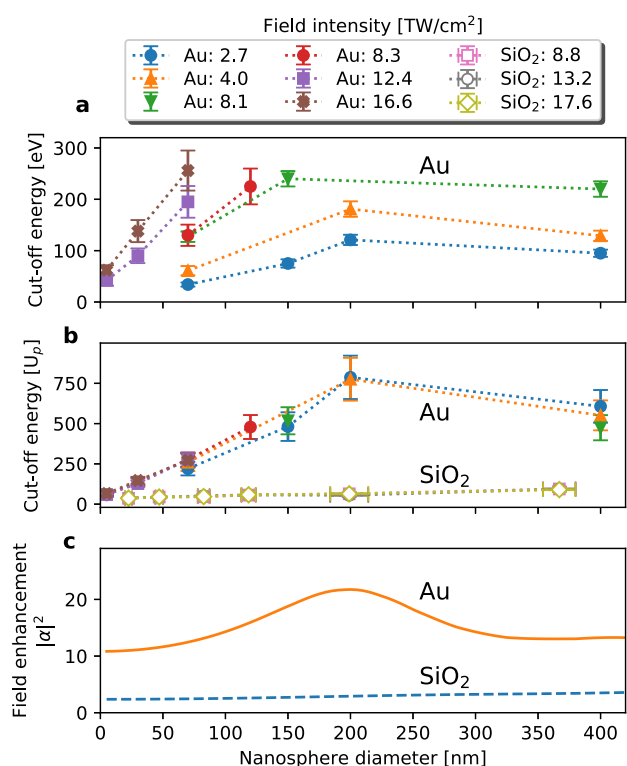 Field intensity [TW/cm²]
Au: 2.7 Au: 8.3 SiO₂: 8.8
Au: 4.0 Au: 12.4 SiO₂: 13.2
Au: 8.1 Au: 16.6 SiO₂: 17.6
a
Cut-off energy [eV]
300
200
100
0
Au
b
Cut-off energy [Uₚ]
750
500
250
0
Au
SiO₂
c
Field enhancement
|α|²
20
10
0
Au
SiO₂
0 50 100 150 200 250 300 350 400
Nanosphere diameter [nm]